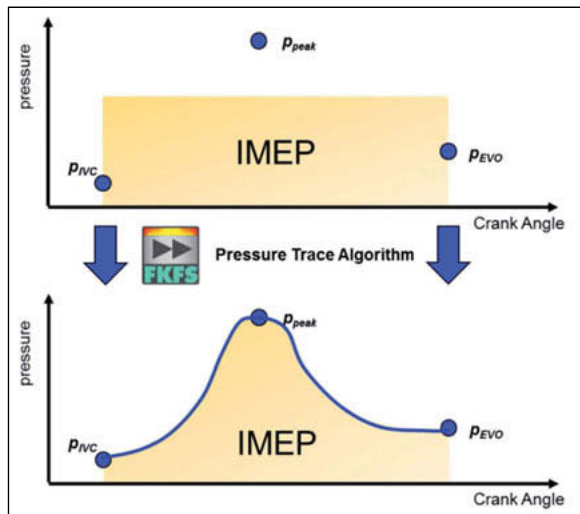 pressure
p_peak
IMEP
p_IVC
p_EVO
Crank Angle
FKFS
Pressure Trace Algorithm
pressure
p_peak
p_IVC
IMEP
p_EVO
Crank Angle